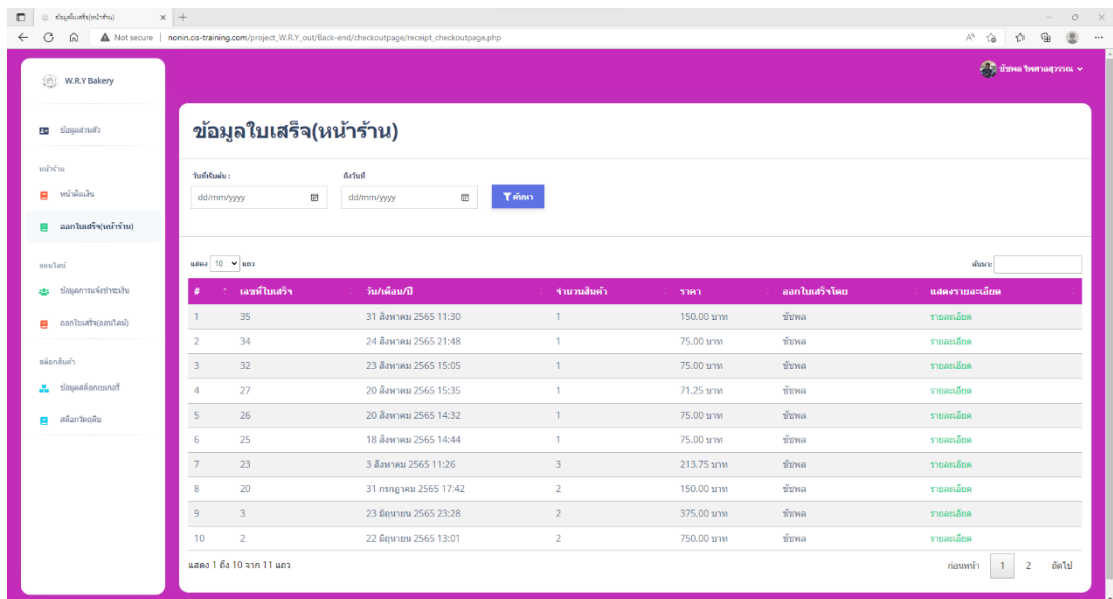 ข้อมูลใบเสร็จ(หน้าร้าน)
Not secure | nonin.cis-training.com/project_W.R.Y_out/Back-end/checkoutpage/receipt_checkoutpage.php
W.R.Y Bakery
ชัชพล ไพศาลสุวรรณ
ข้อมูลส่วนตัว
หน้าร้าน
หน้าคิดเงิน
ออกใบเสร็จ(หน้าร้าน)
ออนไลน์
ข้อมูลการแจ้งชำระเงิน
ออกใบเสร็จ(ออนไลน์)
สต็อกสินค้า
ข้อมูลสต็อกเบเกอรี่
สต็อกวัตถุดิบ
ข้อมูลใบเสร็จ(หน้าร้าน)
วันที่เริ่มต้น : ถึงวันที่
dd/mm/yyyy dd/mm/yyyy ค้นหา
แสดง 10 แถว ค้นหา:
# เลขที่ใบเสร็จ วัน/เดือน/ปี จำนวนสินค้า ราคา ออกใบเสร็จโดย แสดงรายละเอียด
1 35 31 สิงหาคม 2565 11:30 1 150.00 บาท ชัชพล รายละเอียด
2 34 24 สิงหาคม 2565 21:48 1 75.00 บาท ชัชพล รายละเอียด
3 32 23 สิงหาคม 2565 15:05 1 75.00 บาท ชัชพล รายละเอียด
4 27 20 สิงหาคม 2565 15:35 1 71.25 บาท ชัชพล รายละเอียด
5 26 20 สิงหาคม 2565 14:32 1 75.00 บาท ชัชพล รายละเอียด
6 25 18 สิงหาคม 2565 14:44 1 75.00 บาท ชัชพล รายละเอียด
7 23 3 สิงหาคม 2565 11:26 3 213.75 บาท ชัชพล รายละเอียด
8 20 31 กรกฎาคม 2565 17:42 2 150.00 บาท ชัชพล รายละเอียด
9 3 23 มิถุนายน 2565 23:28 2 375.00 บาท ชัชพล รายละเอียด
10 2 22 มิถุนายน 2565 13:01 2 750.00 บาท ชัชพล รายละเอียด
แสดง 1 ถึง 10 จาก 11 แถว ก่อนหน้า 1 2 ถัดไป